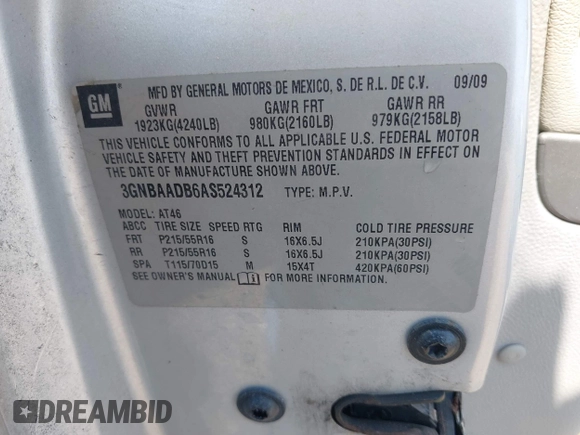 GM
MFD BY GENERAL MOTORS DE MEXICO, S. DE R.L. DE C.V. 09/09
GVWR GAWR FRT GAWR RR
1923KG(4240LB) 980KG(2160LB) 979KG(2158LB)
THIS VEHICLE CONFORMS TO ALL APPLICABLE U.S. FEDERAL MOTOR
VEHICLE SAFETY AND THEFT PREVENTION STANDARDS IN EFFECT ON
THE DATE OF MANUFACTURE SHOWN ABOVE.
3GNBAADB6AS524312 TYPE: M.P.V.
MODEL: AT46
ABCC TIRE SIZE SPEED RTG RIM COLD TIRE PRESSURE
FRT P215/55R16 S 16X6.5J 210KPA(30PSI)
RR P215/55R16 S 16X6.5J 210KPA(30PSI)
SPA T115/70D15 M 15X4T 420KPA(60PSI)
SEE OWNER'S MANUAL FOR MORE INFORMATION.
DREAMBID